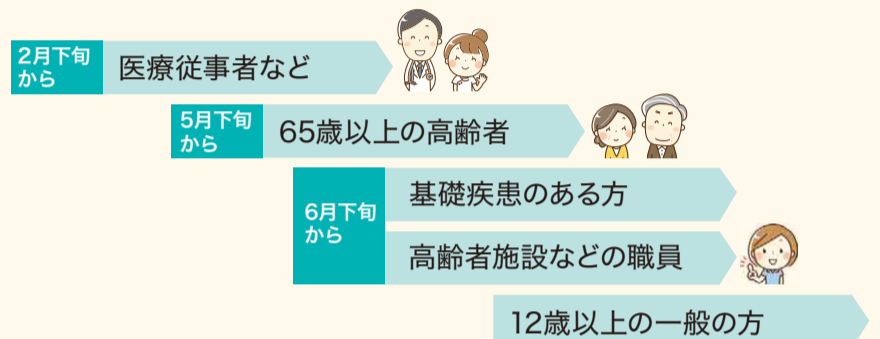 2月下旬
から
医療従事者など
5月下旬
から
65歳以上の高齢者
6月下旬
から
基礎疾患のある方
高齢者施設などの職員
12歳以上の一般の方